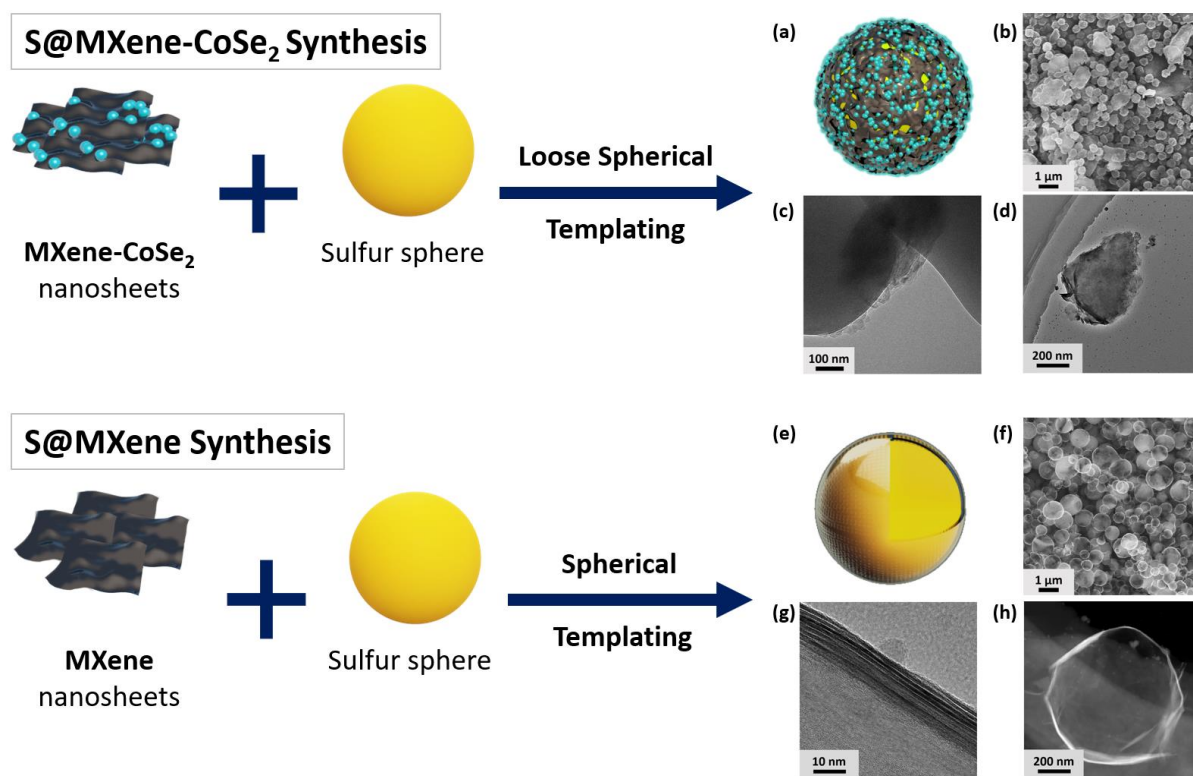 S@MXene-CoSe₂ Synthesis
MXene-CoSe₂
nanosheets
Sulfur sphere
Loose Spherical
Templating
(a)
(b)
1 µm
(c)
100 nm
(d)
200 nm
S@MXene Synthesis
MXene
nanosheets
Sulfur sphere
Spherical
Templating
(e)
(f)
1 µm
(g)
10 nm
(h)
200 nm